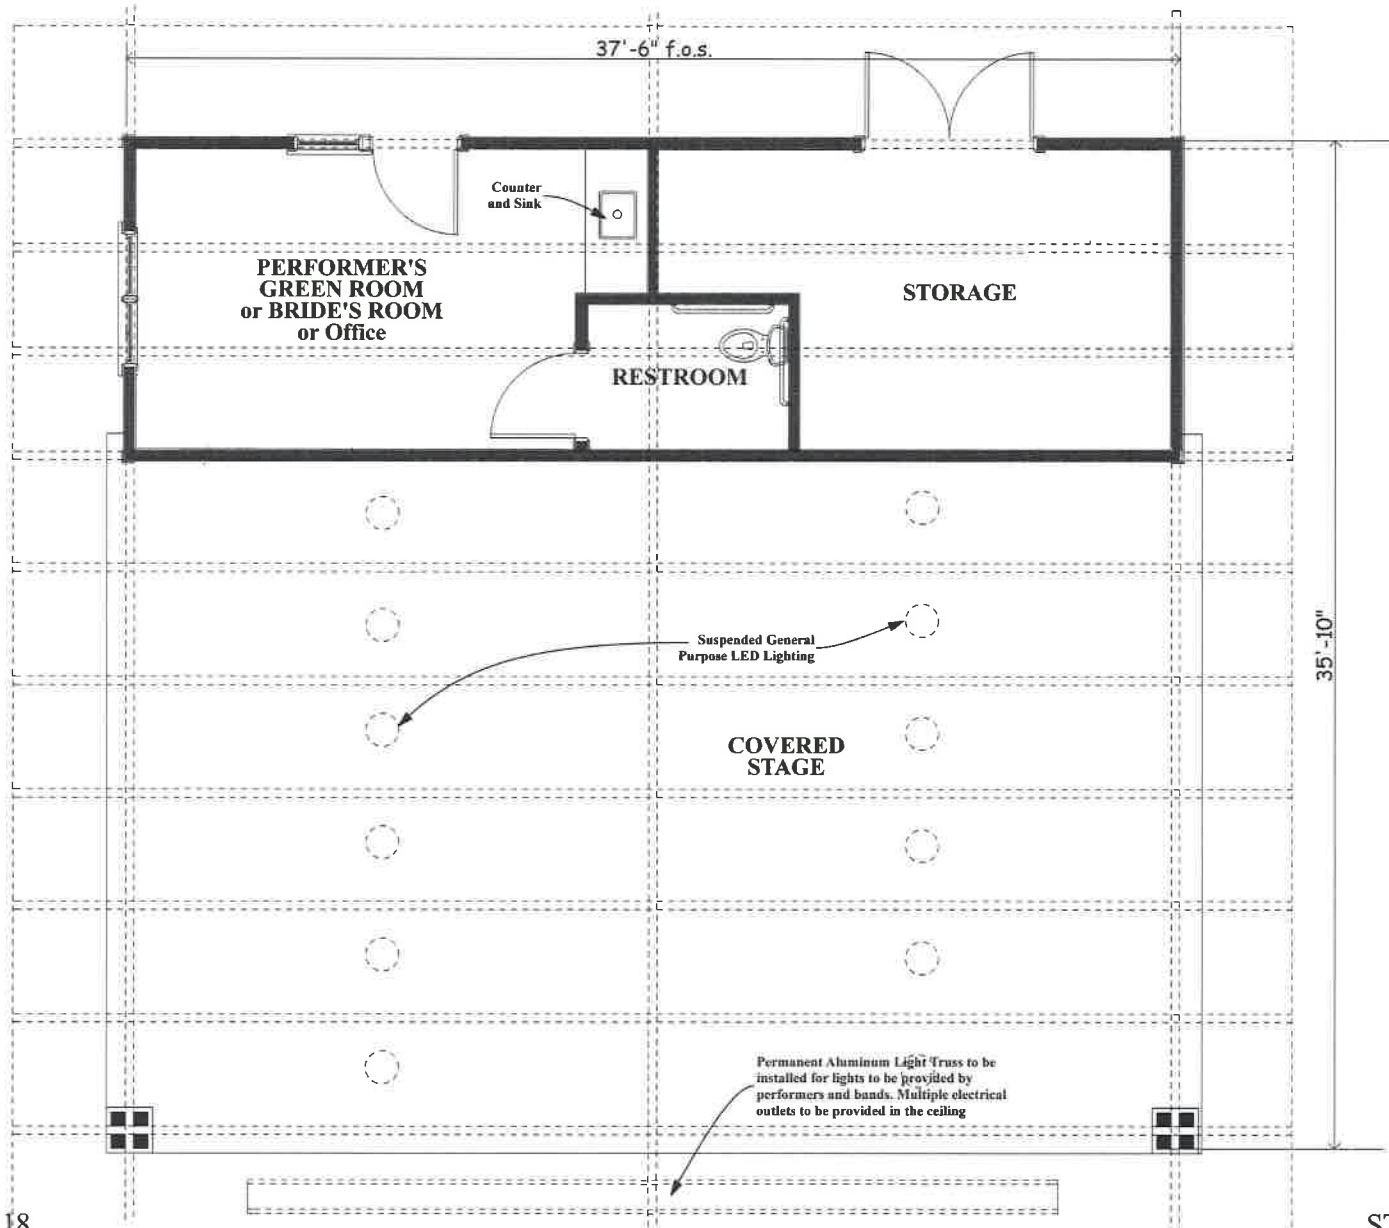 37'-6" f.o.s.
Counter
and Sink
PERFORMER'S
GREEN ROOM
or BRIDE'S ROOM
or Office
STORAGE
RESTROOM
Suspended General
Purpose LED Lighting
35'-10"
COVERED
STAGE
Permanent Aluminum Light Truss to be
installed for lights to be provided by
performers and bands. Multiple electrical
outlets to be provided in the ceiling
18